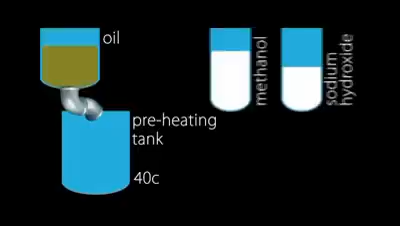 oil
pre-heating
tank
40c
methanol
sodium
hydroxide